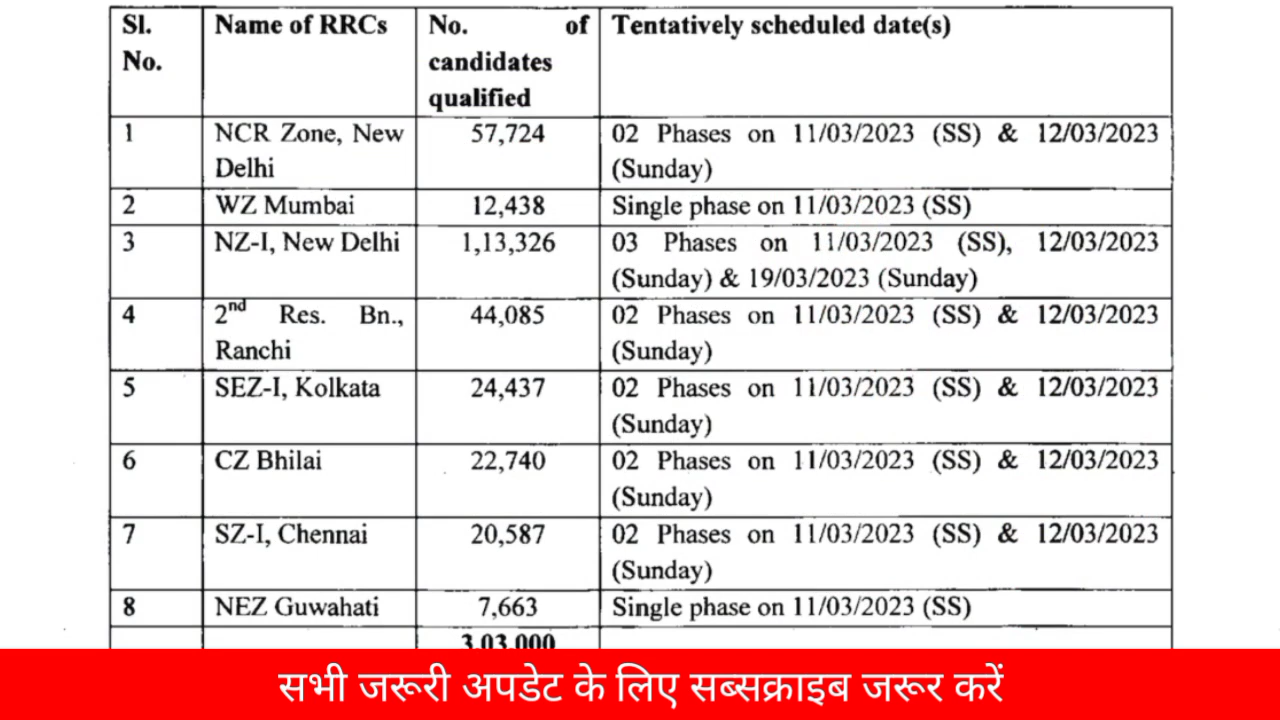 Sl. No. Name of RRCs No. of candidates qualified Tentatively scheduled date(s)
1 NCR Zone, New Delhi 57,724 02 Phases on 11/03/2023 (SS) & 12/03/2023 (Sunday)
2 WZ Mumbai 12,438 Single phase on 11/03/2023 (SS)
3 NZ-I, New Delhi 1,13,326 03 Phases on 11/03/2023 (SS), 12/03/2023 (Sunday) & 19/03/2023 (Sunday)
4 2nd Res. Bn., Ranchi 44,085 02 Phases on 11/03/2023 (SS) & 12/03/2023 (Sunday)
5 SEZ-I, Kolkata 24,437 02 Phases on 11/03/2023 (SS) & 12/03/2023 (Sunday)
6 CZ Bhilai 22,740 02 Phases on 11/03/2023 (SS) & 12/03/2023 (Sunday)
7 SZ-I, Chennai 20,587 02 Phases on 11/03/2023 (SS) & 12/03/2023 (Sunday)
8 NEZ Guwahati 7,663 Single phase on 11/03/2023 (SS)
3,03,000
सभी जरूरी अपडेट के लिए सब्सक्राइब जरूर करें